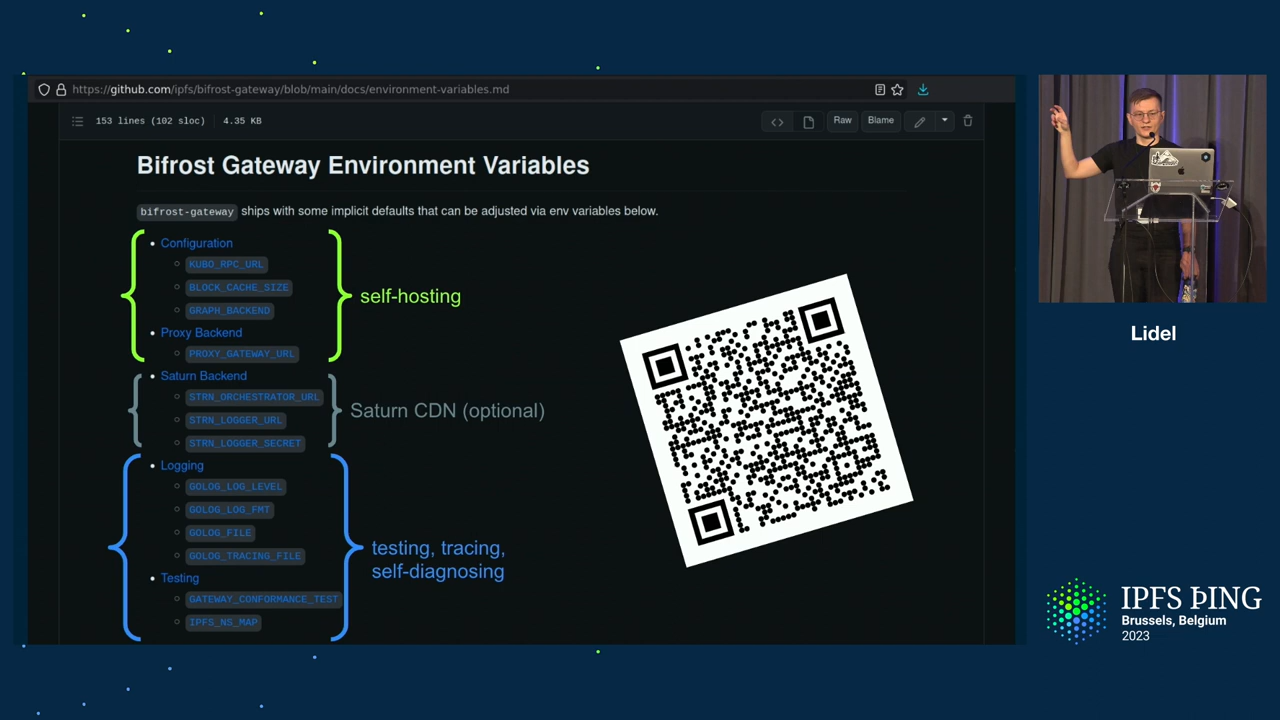 https://github.com/ipfs/bifrost-gateway/blob/main/docs/environment-variables.md
153 lines (102 sloc) 4.35 KB
Raw
Blame
Bifrost Gateway Environment Variables
bifrost-gateway ships with some implicit defaults that can be adjusted via env variables below.
Configuration
KUBO_RPC_URL
BLOCK_CACHE_SIZE
GRAPH_BACKEND
self-hosting
Proxy Backend
PROXY_GATEWAY_URL
Saturn Backend
STRN_ORCHESTRATOR_URL
STRN_LOGGER_URL
STRN_LOGGER_SECRET
Saturn CDN (optional)
Logging
GOLOG_LOG_LEVEL
GOLOG_LOG_FMT
GOLOG_FILE
GOLOG_TRACING_FILE
Testing
GATEWAY_CONFORMANCE_TEST
IPFS_NS_MAP
testing, tracing,
self-diagnosing
Lidel
IPFS ÞING
Brussels, Belgium
2023